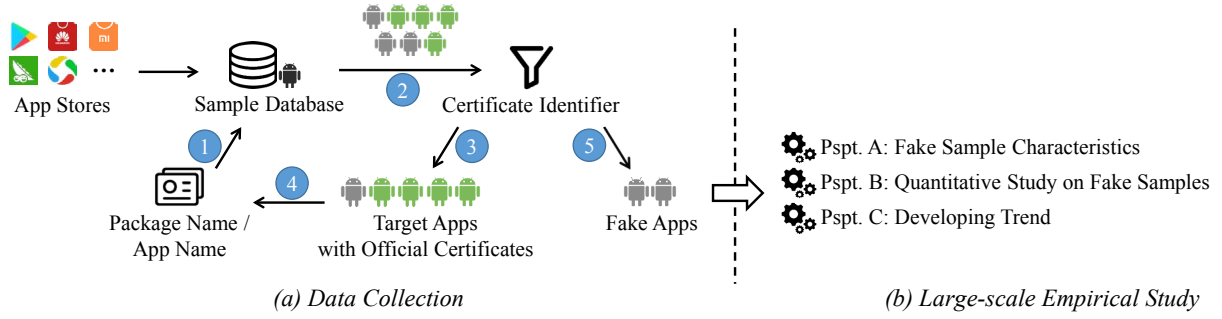 mi
App Stores
Sample Database
2
Certificate Identifier
1
3
5
4
Package Name /
App Name
Target Apps
with Official Certificates
Fake Apps
Pspt. A: Fake Sample Characteristics
Pspt. B: Quantitative Study on Fake Samples
Pspt. C: Developing Trend
(a) Data Collection
(b) Large-scale Empirical Study